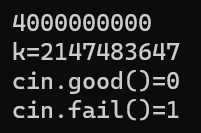 4000000000
k=2147483647
cin.good()=0
cin.fail()=1